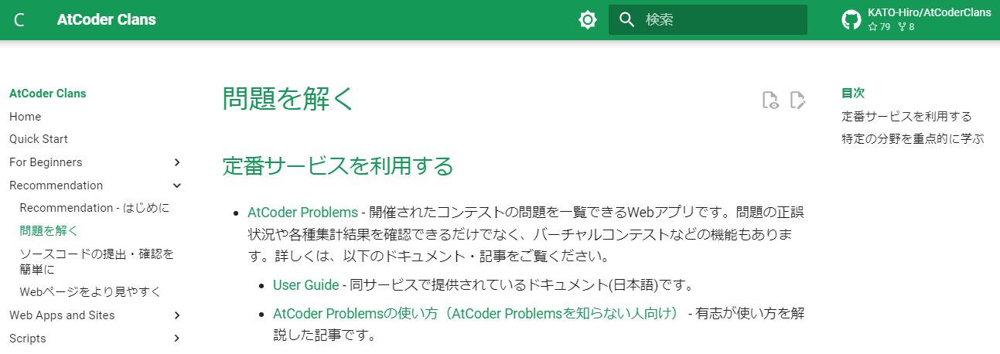 C
AtCoder Clans
検索
KATO-Hiro/AtCoderClans
79 8
AtCoder Clans
Home
Quick Start
For Beginners
Recommendation
Recommendation - はじめに
問題を解く
ソースコードの提出・確認を
簡単に
Webページをより見やすく
Web Apps and Sites
Scripts
問題を解く
定番サービスを利用する
AtCoder Problems - 開催されたコンテストの問題を一覧できるWebアプリです。問題の正誤
状況や各種集計結果を確認できるだけでなく、バーチャルコンテストなどの機能もありま
す。詳しくは、以下のドキュメント・記事をご覧ください。
User Guide - 同サービスで提供されているドキュメント(日本語)です。
AtCoder Problemsの使い方（AtCoder Problemsを知らない人向け） - 有志が使い方を解
説した記事です。
目次
定番サービスを利用する
特定の分野を重点的に学ぶ